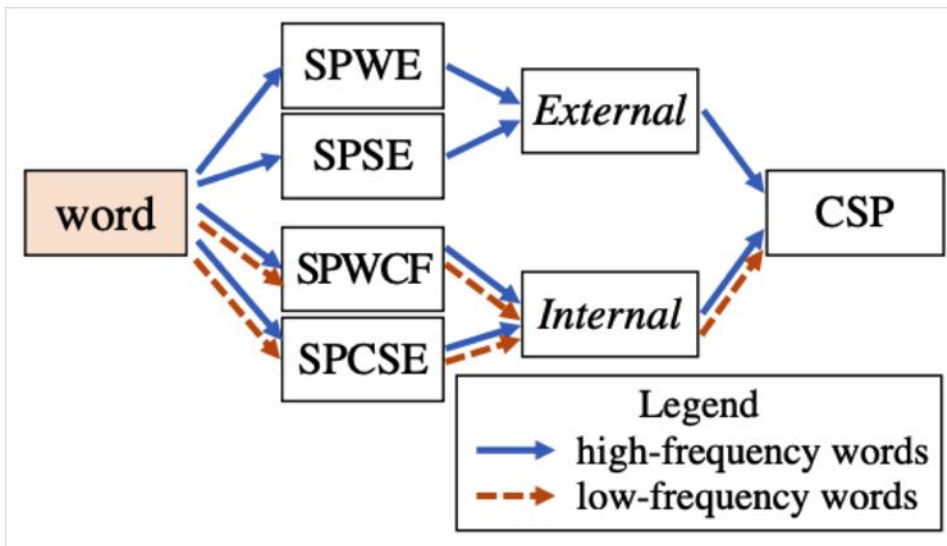 SPWE
SPSE
word
SPWCF
SPCSE
External
Internal
CSP
Legend
high-frequency words
low-frequency words